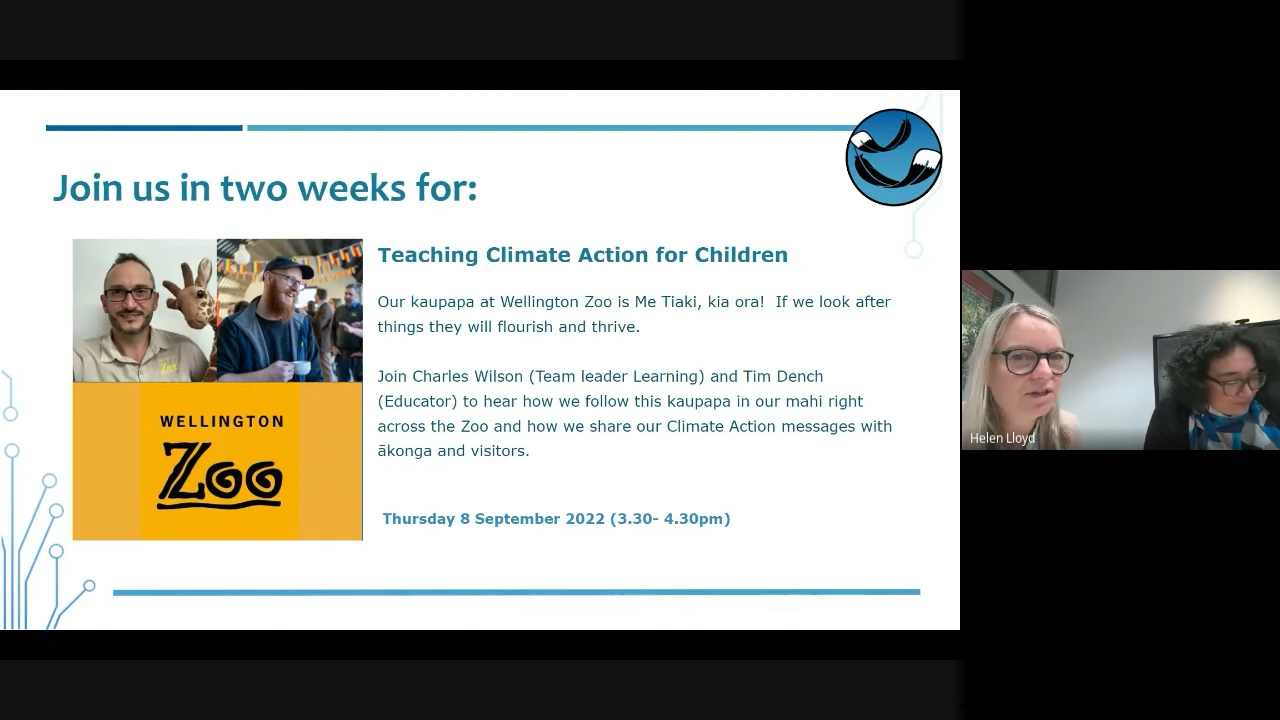 Join us in two weeks for:
Teaching Climate Action for Children
Our kaupapa at Wellington Zoo is Me Tiaki, kia ora!  If we look after
things they will flourish and thrive.
Join Charles Wilson (Team leader Learning) and Tim Dench
(Educator) to hear how we follow this kaupapa in our mahi right
across the Zoo and how we share our Climate Action messages with
ākonga and visitors.
Thursday 8 September 2022 (3.30- 4.30pm)
WELLINGTON
Zoo
Helen Lloyd